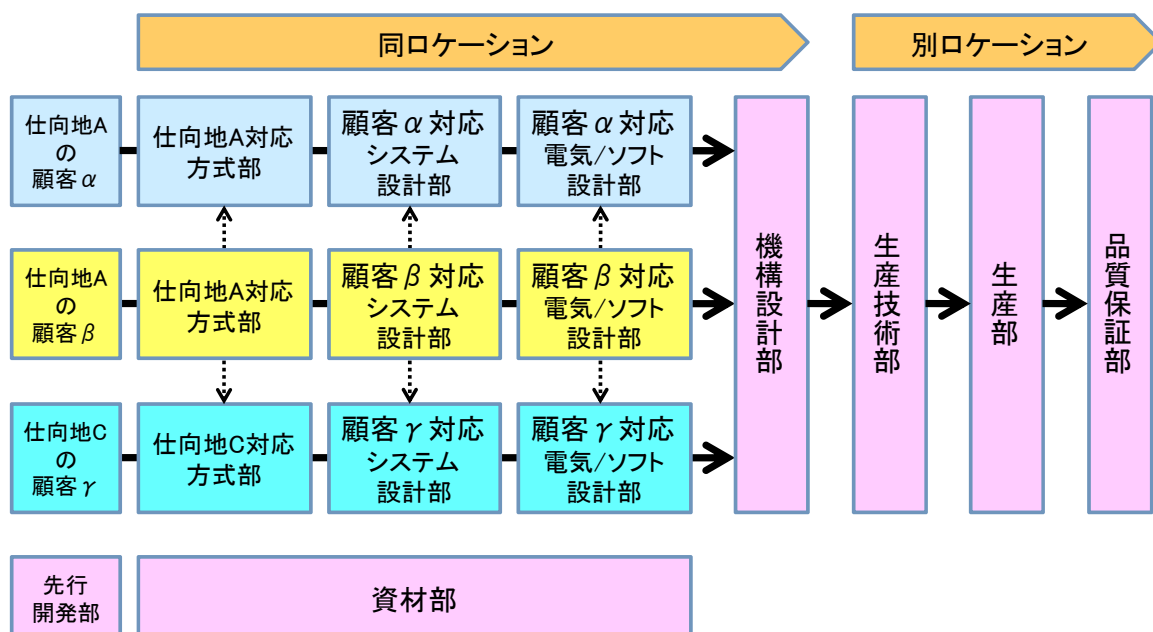 同ロケーション
別ロケーション
仕向地A
の
顧客α
仕向地A対応
方式部
顧客α対応
システム
設計部
顧客α対応
電気/ソフト
設計部
仕向地A
の
顧客β
仕向地A対応
方式部
顧客β対応
システム
設計部
顧客β対応
電気/ソフト
設計部
仕向地C
の
顧客γ
仕向地C対応
方式部
顧客γ対応
システム
設計部
顧客γ対応
電気/ソフト
設計部
機構設計部
生産技術部
生産部
品質保証部
先行
開発部
資材部